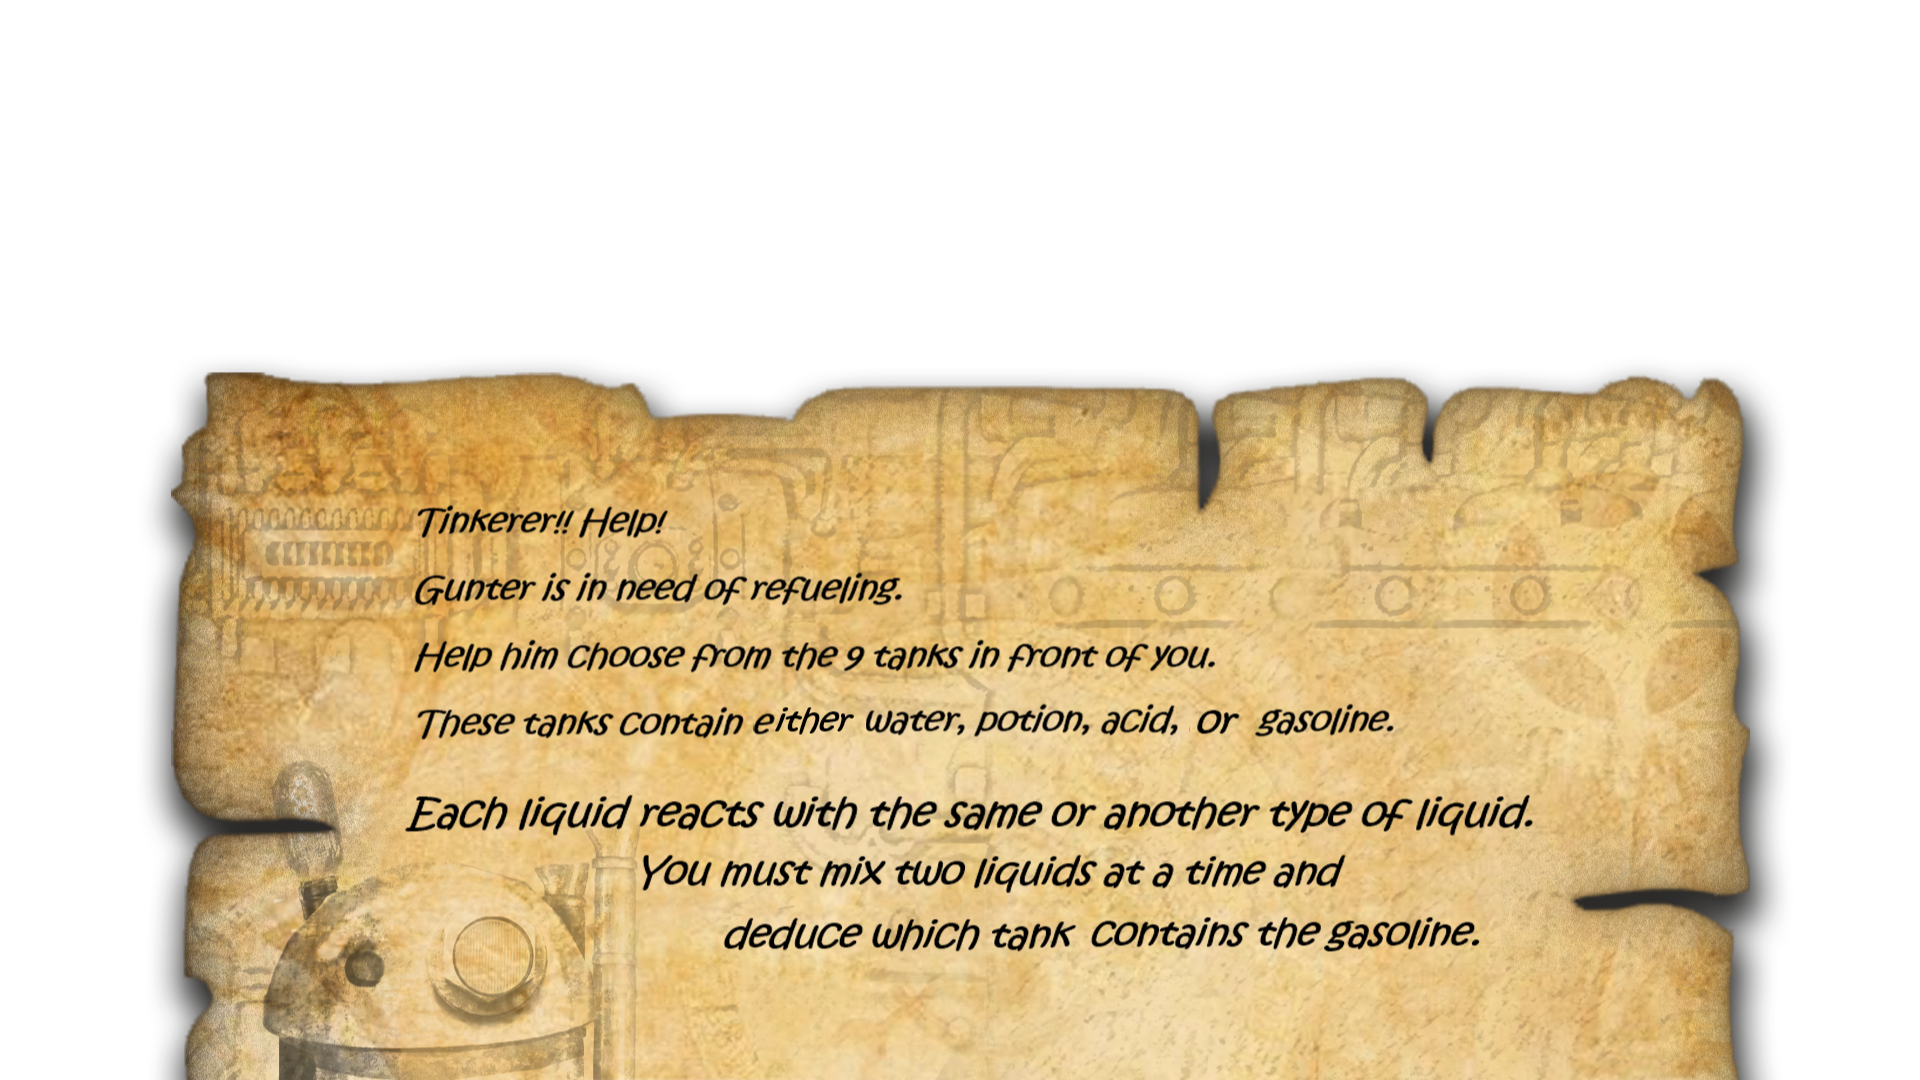 Tinkerer!! Help!
Gunter is in need of refueling.
Help him choose from the 9 tanks in front of you.
These tanks contain either water, potion, acid, or gasoline.
Each liquid reacts with the same or another type of liquid.
You must mix two liquids at a time and
deduce which tank contains the gasoline.